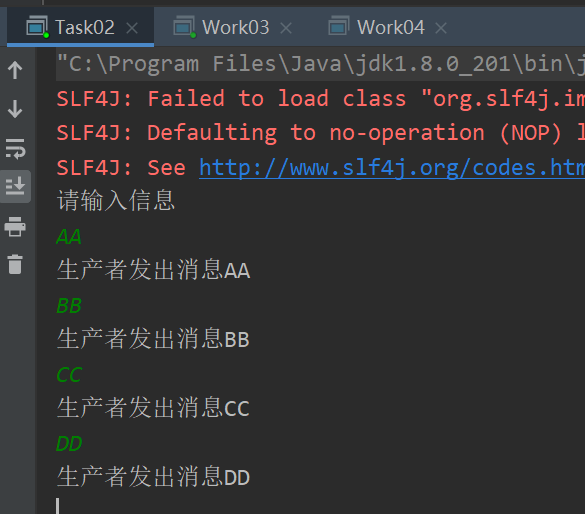 Task02 Work03 Work04
"C:\Program Files\Java\jdk1.8.0_201\bin\j
SLF4J: Failed to load class "org.slf4j.im
SLF4J: Defaulting to no-operation (NOP) l
SLF4J: See http://www.slf4j.org/codes.htm
请输入信息
AA
生产者发出消息AA
BB
生产者发出消息BB
CC
生产者发出消息CC
DD
生产者发出消息DD